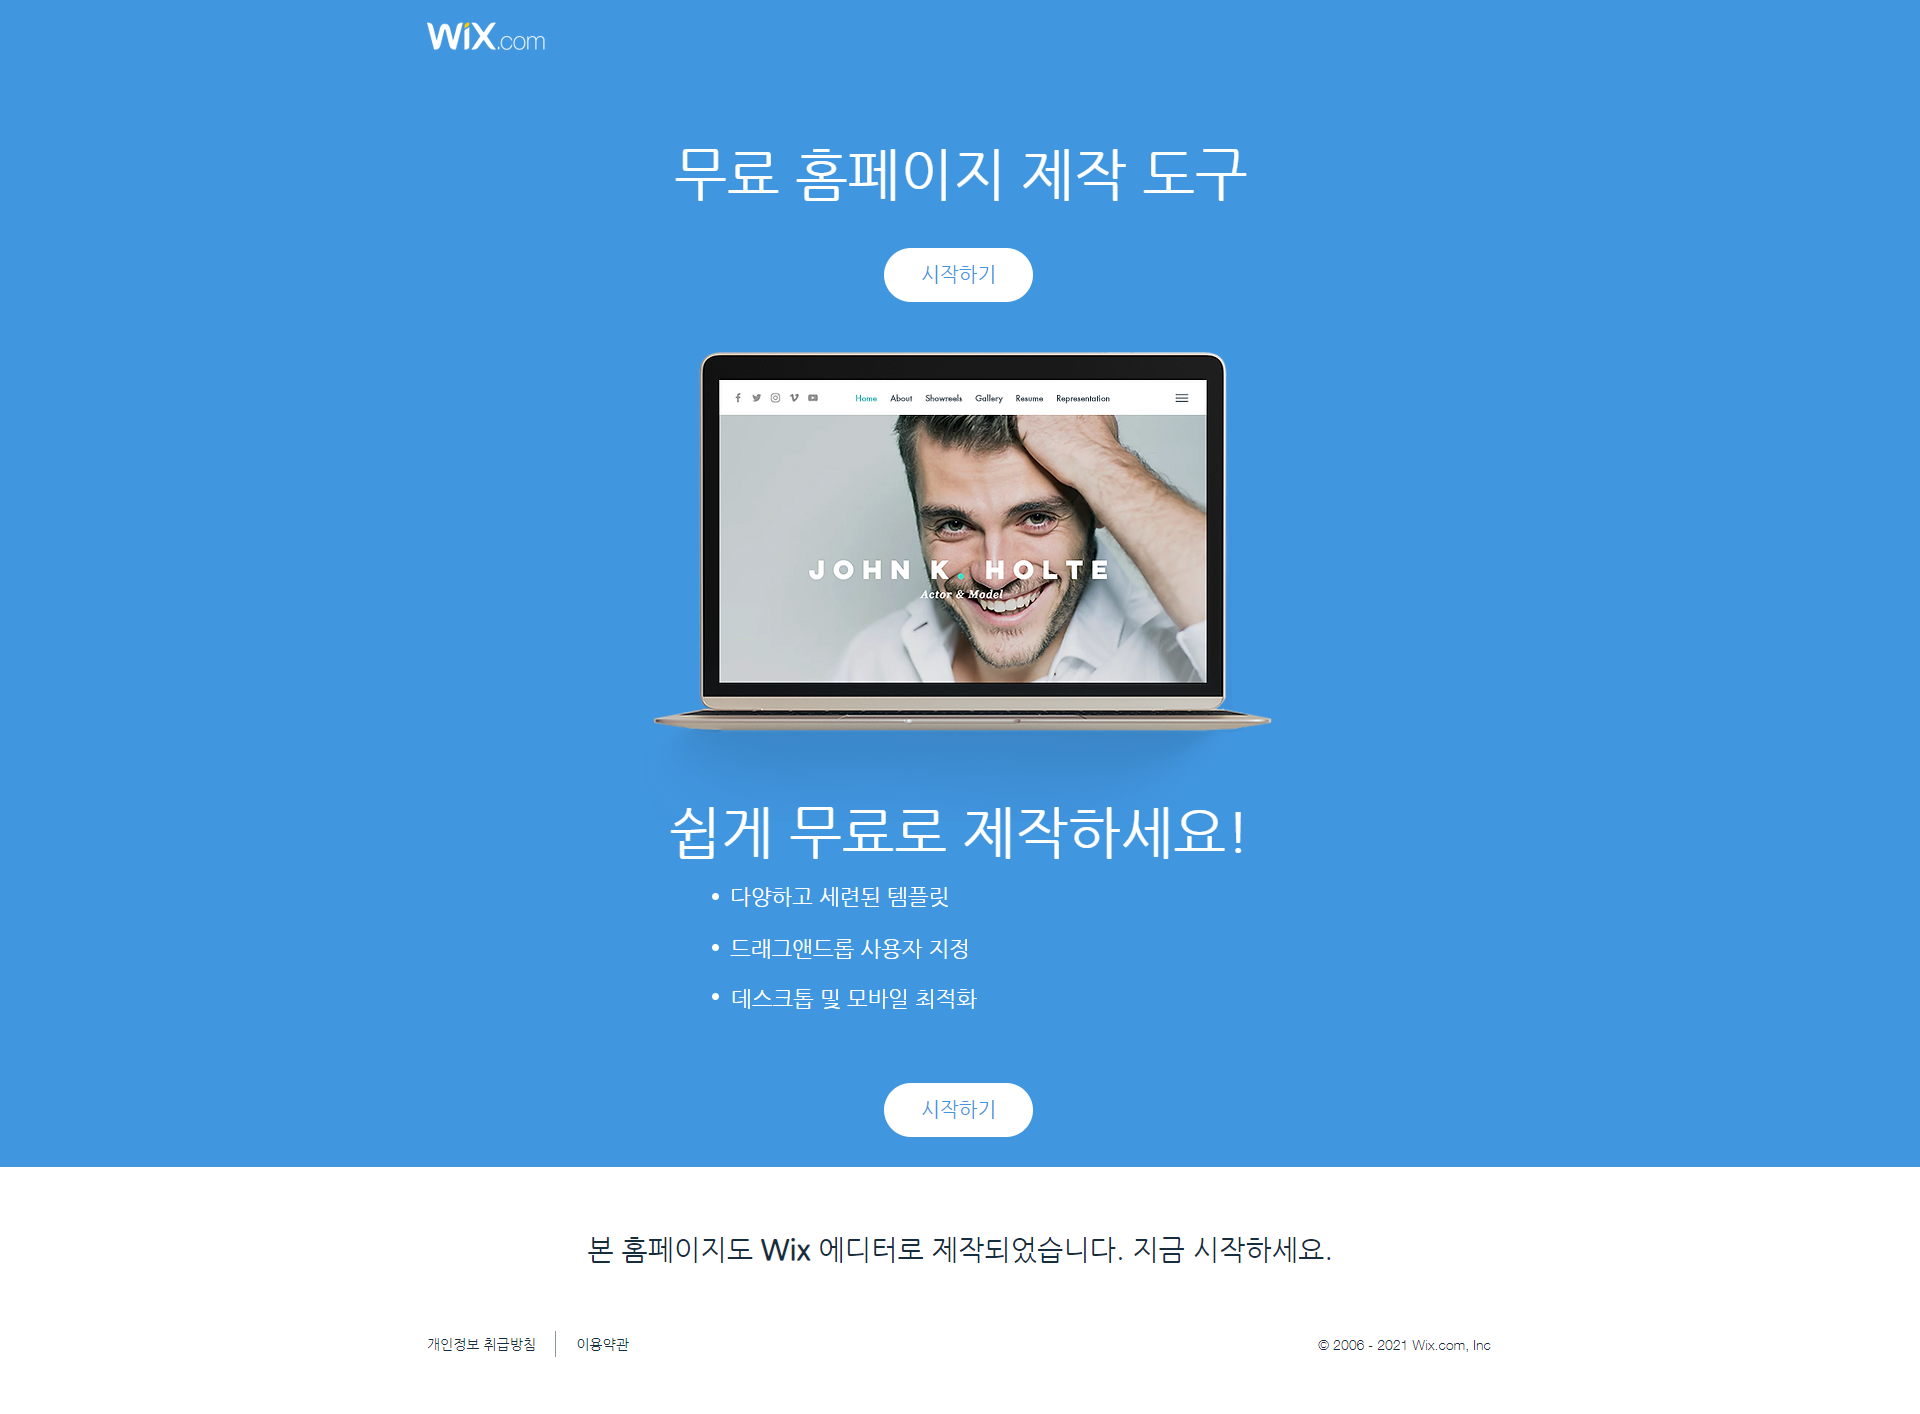 WiX.com
무료 홈페이지 제작 도구
시작하기
Home About Showreels Gallery Resume Representation
JOHN K. HOLTE
Actor & Model
쉽게 무료로 제작하세요!
• 다양하고 세련된 템플릿
• 드래그앤드롭 사용자 지정
• 데스크톱 및 모바일 최적화
시작하기
본 홈페이지도 Wix 에디터로 제작되었습니다. 지금 시작하세요.
개인정보 취급방침 이용약관 © 2006 - 2021 Wix.com, Inc